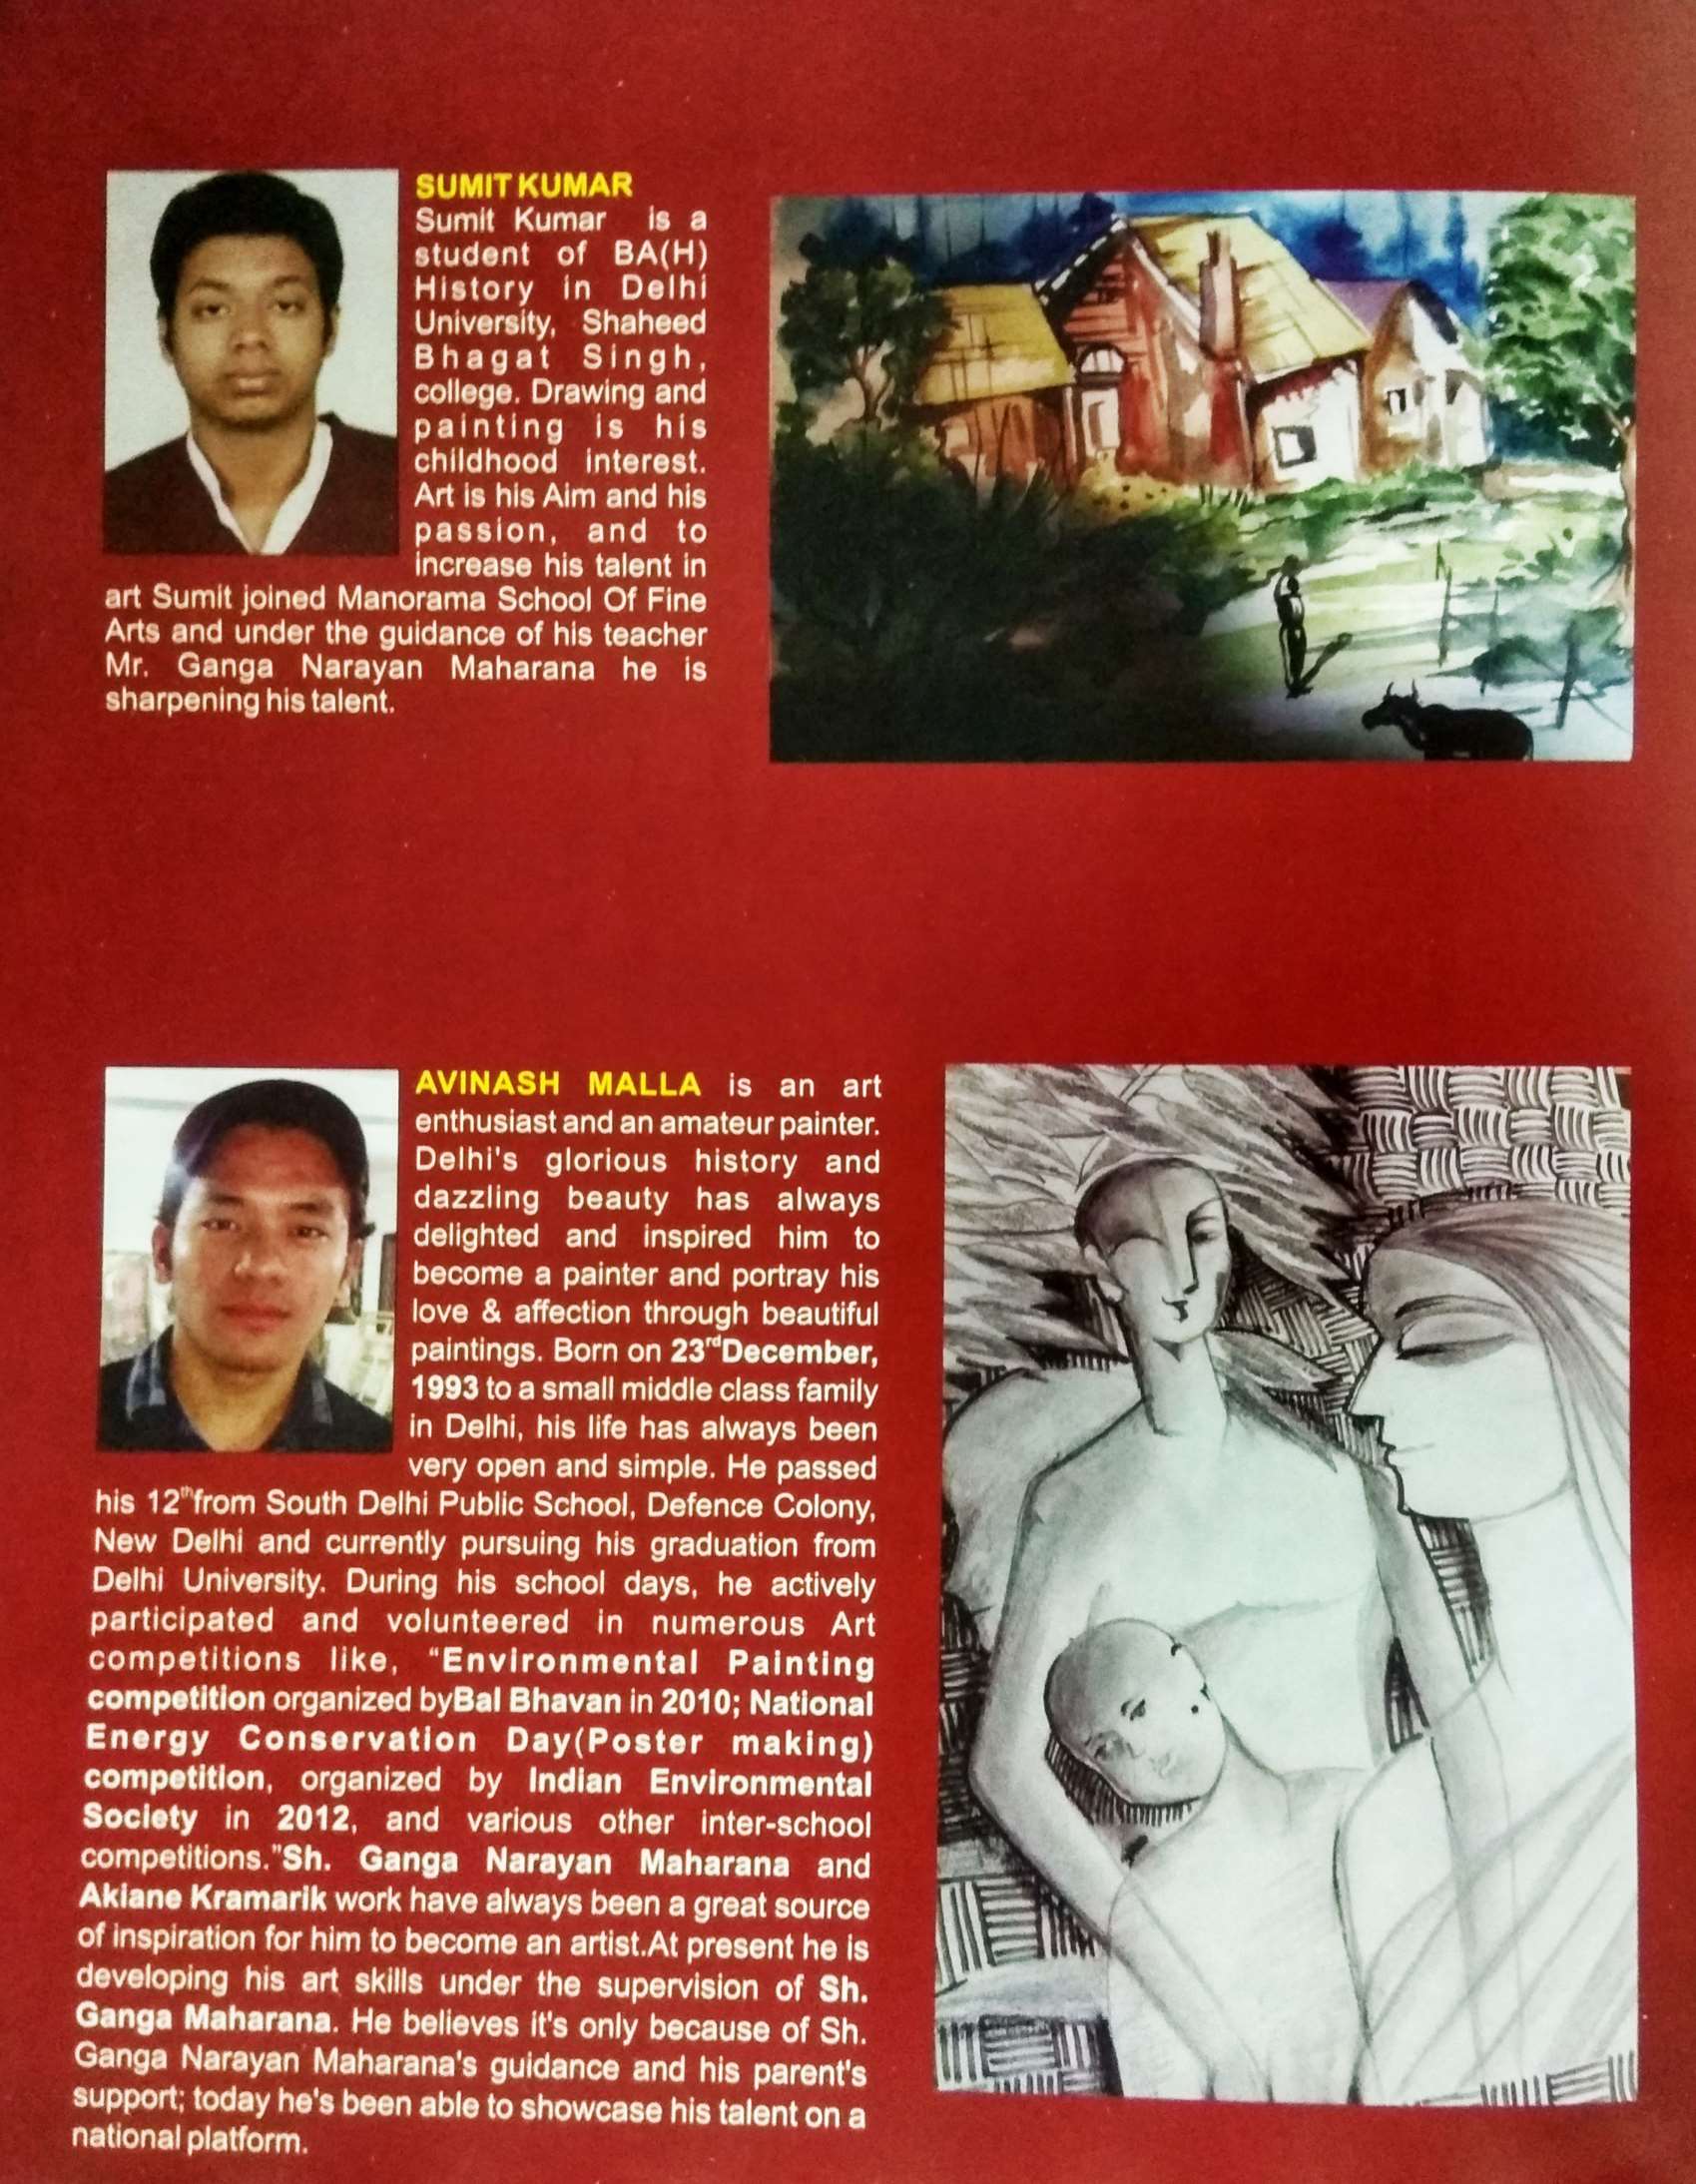 SUMIT KUMAR
Sumit Kumar is a
student of BA(H)
History in Delhi
University, Shaheed
Bhagat Singh,
college. Drawing and
painting is his
childhood interest.
Art is his Aim and his
passion, and to
increase his talent in
art Sumit joined Manorama School Of Fine
Arts and under the guidance of his teacher
Mr. Ganga Narayan Maharana he is
sharpening his talent.
AVINASH MALLA is an art
enthusiast and an amateur painter.
Delhi's glorious history and
dazzling beauty has always
delighted and inspired him to
become a painter and portray his
love & affection through beautiful
paintings. Born on 23rdDecember,
1993 to a small middle class family
in Delhi, his life has always been
very open and simple. He passed
his 12thfrom South Delhi Public School, Defence Colony,
New Delhi and currently pursuing his graduation from
Delhi University. During his school days, he actively
participated and volunteered in numerous Art
competitions like, “Environmental Painting
competition organized byBal Bhavan in 2010; National
Energy Conservation Day(Poster making)
competition, organized by Indian Environmental
Society in 2012, and various other inter-school
competitions.”Sh. Ganga Narayan Maharana and
Akiane Kramarik work have always been a great source
of inspiration for him to become an artist.At present he is
developing his art skills under the supervision of Sh.
Ganga Maharana. He believes it's only because of Sh.
Ganga Narayan Maharana's guidance and his parent's
support; today he's been able to showcase his talent on a
national platform.